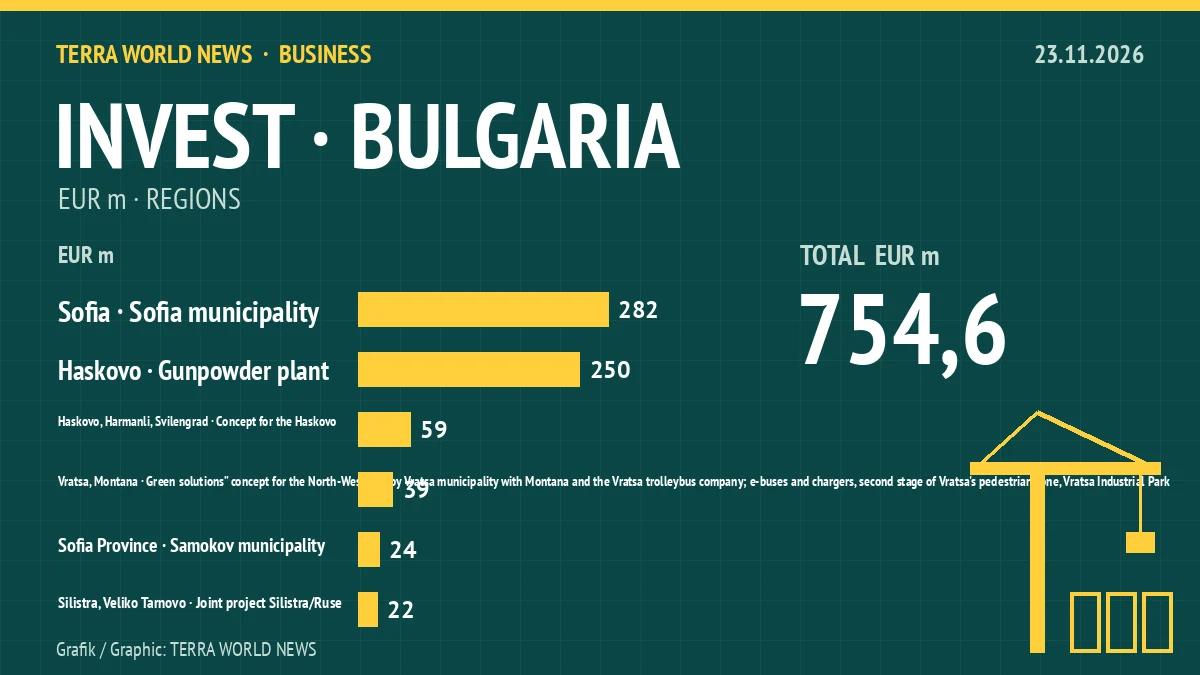 TERRA WORLD NEWS · BUSINESS
23.11.2026
INVEST · BULGARIA
EUR m · REGIONS
EUR m
TOTAL EUR m
754,6
Sofia · Sofia municipality 282
Haskovo · Gunpowder plant 250
Haskovo, Harmanli, Svilengrad · Concept for the Haskovo 59
Vratsa, Montana · Green solutions" concept for the by Vratsa municipality with Montana and the Vratsa trolleybus company; e-buses and chargers, second stage of Vratsa's Vratsa Industrial Park
39
Sofia Province · Samokov municipality 24
Silistra, Veliko Tarnovo · Joint project Silistra/Ruse 22
Grafik / Graphic: TERRA WORLD NEWS